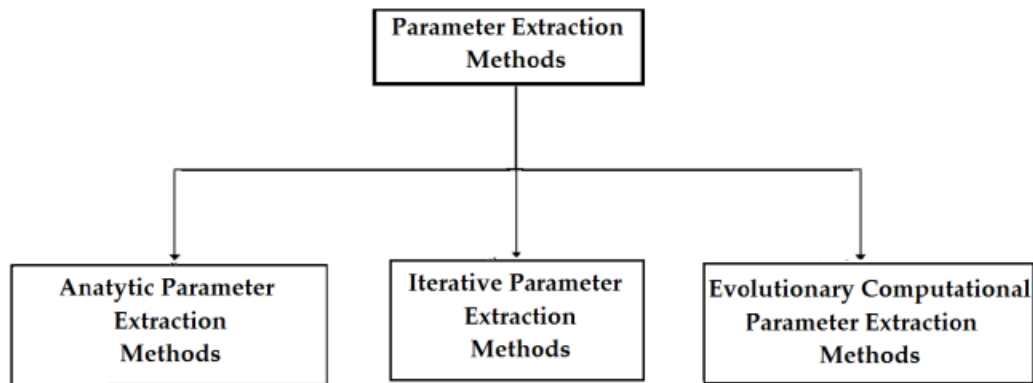 Parameter Extraction
Methods
Anatytic Parameter
Extraction
Methods
Iterative Parameter
Extraction
Methods
Evolutionary Computational
Parameter Extraction
Methods